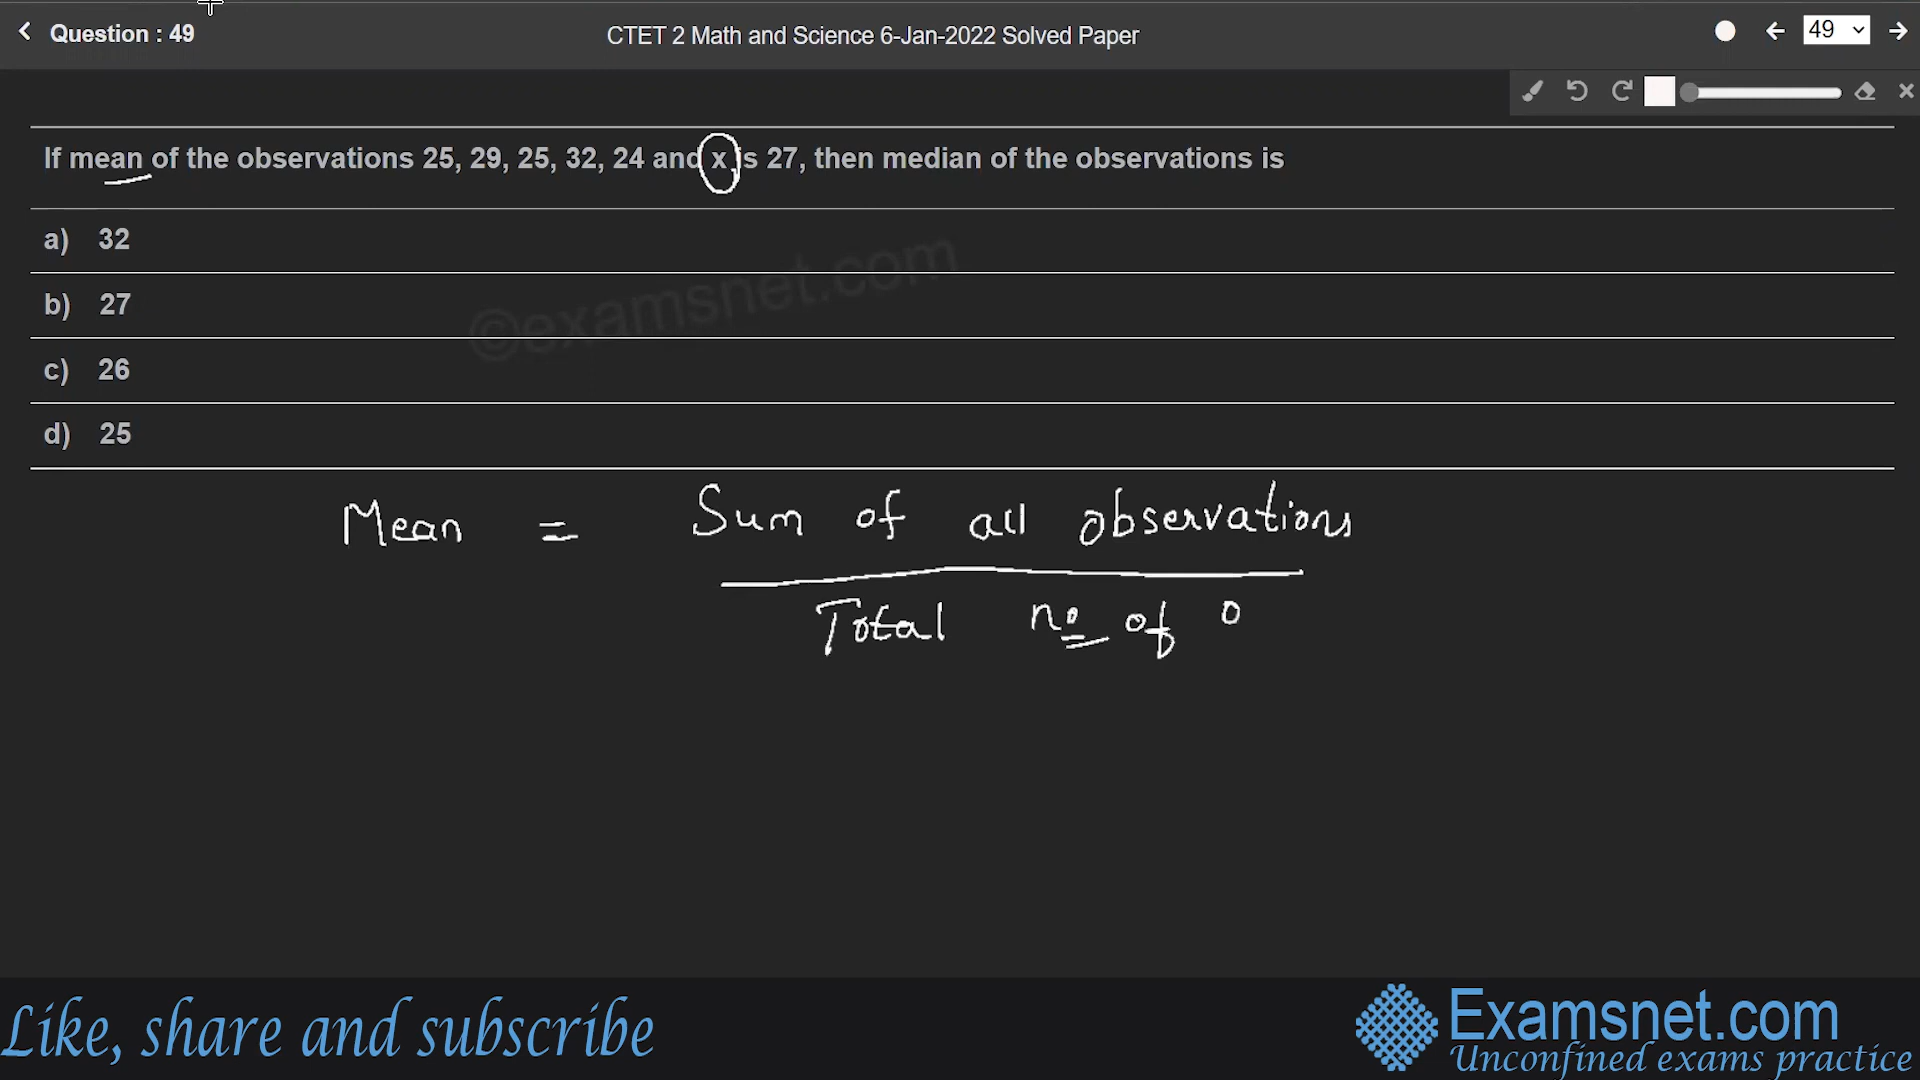 Question : 49
CTET 2 Math and Science 6-Jan-2022 Solved Paper
49
If mean of the observations 25, 29, 25, 32, 24 and x is 27, then median of the observations is
a) 32
b) 27
c) 26
d) 25
©examsnet.com
Mean = Sum of all observations
Total no of o
Like, share and subscribe
Examsnet.com
Unconfined exams practice